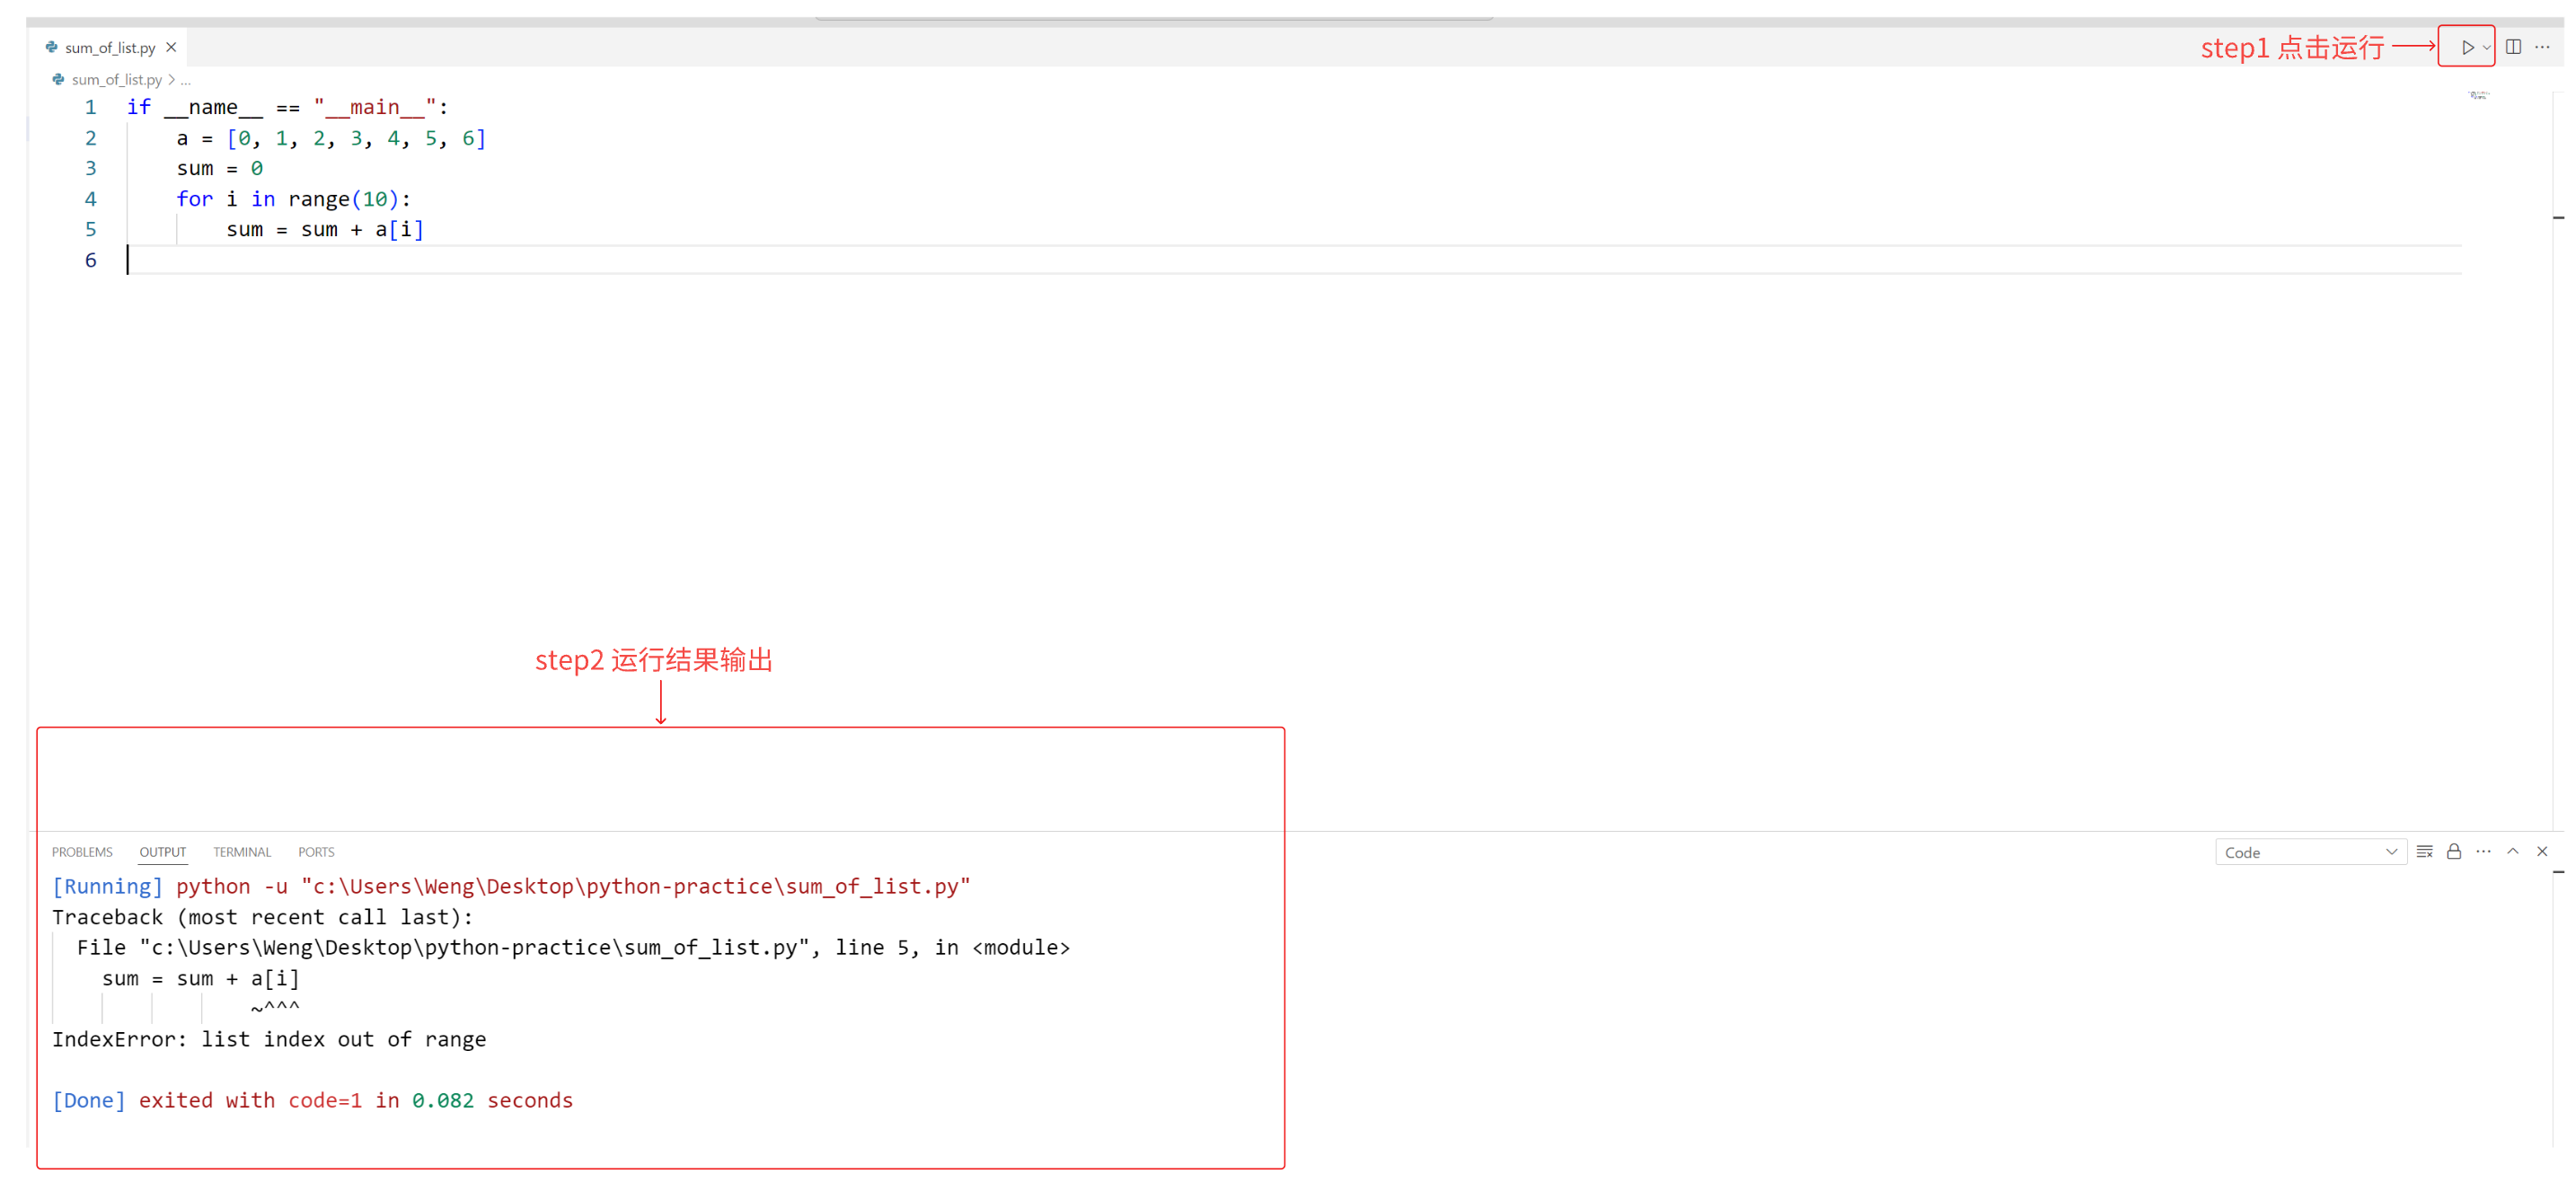 sum_of_list.py
step1 点击运行
sum_of_list.py > ...
1 if __name__ == "__main__":
2     a = [0, 1, 2, 3, 4, 5, 6]
3     sum = 0
4     for i in range(10):
5         sum = sum + a[i]
6
step2 运行结果输出
PROBLEMS OUTPUT TERMINAL PORTS Code
[Running] python -u "c:\Users\Weng\Desktop\python-practice\sum_of_list.py"
Traceback (most recent call last):
  File "c:\Users\Weng\Desktop\python-practice\sum_of_list.py", line 5, in <module>
    sum = sum + a[i]
                ~^^^
IndexError: list index out of range
[Done] exited with code=1 in 0.082 seconds